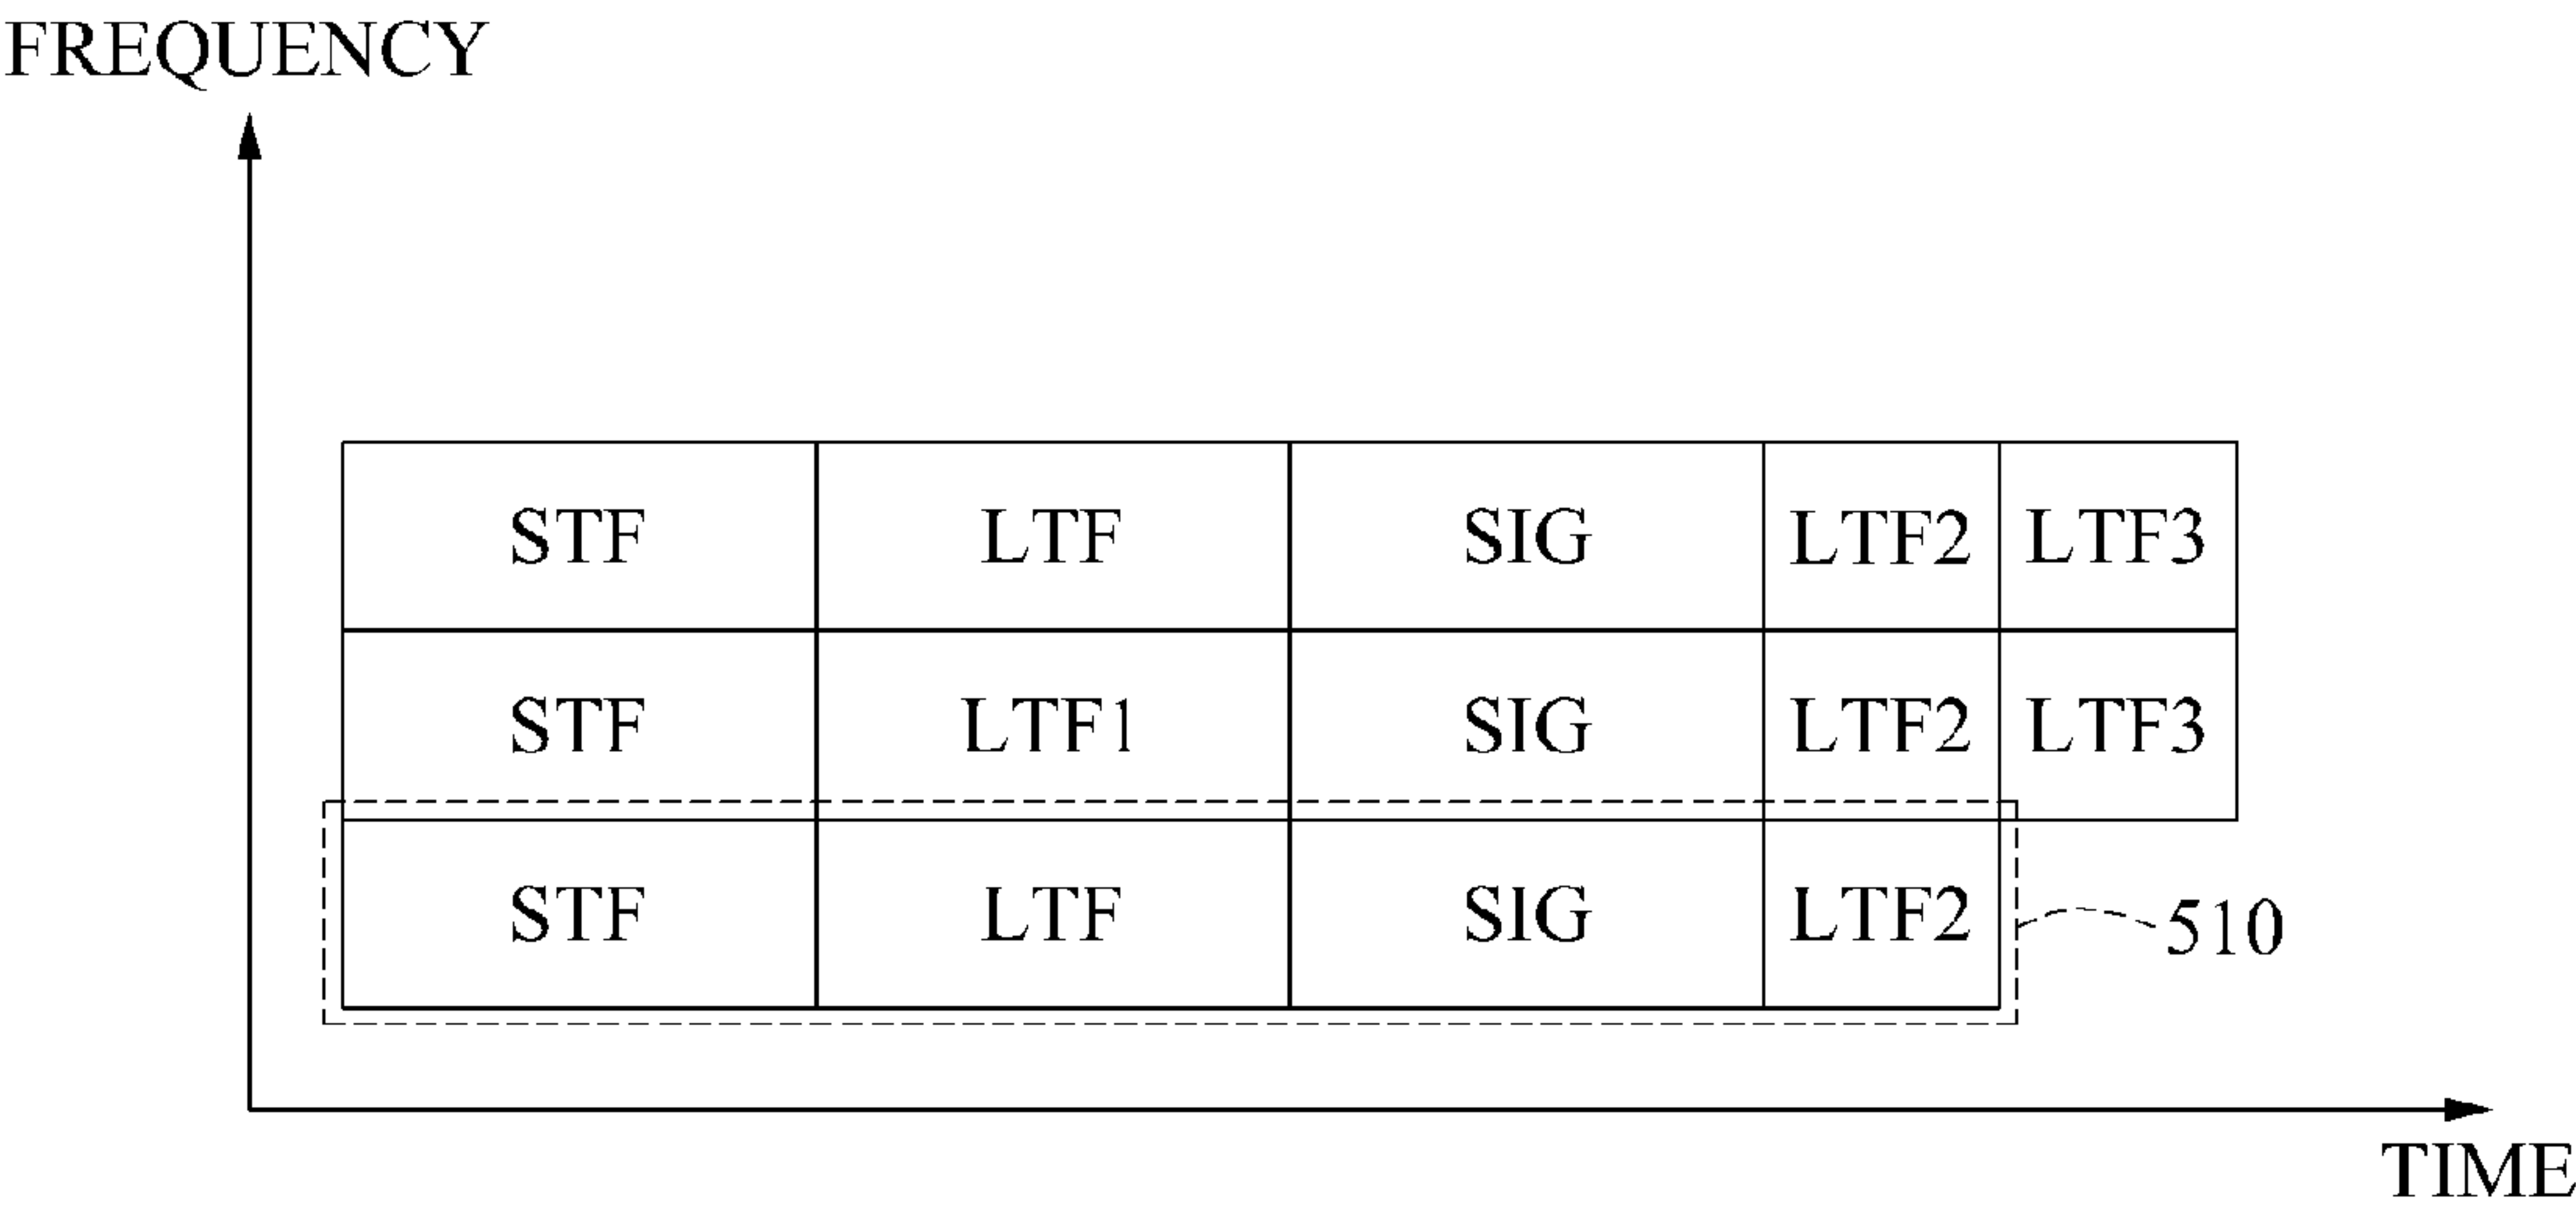 FREQUENCY
STF LTF SIG LTF2 LTF3
STF LTF1 SIG LTF2 LTF3
STF LTF SIG LTF2
510
TIME